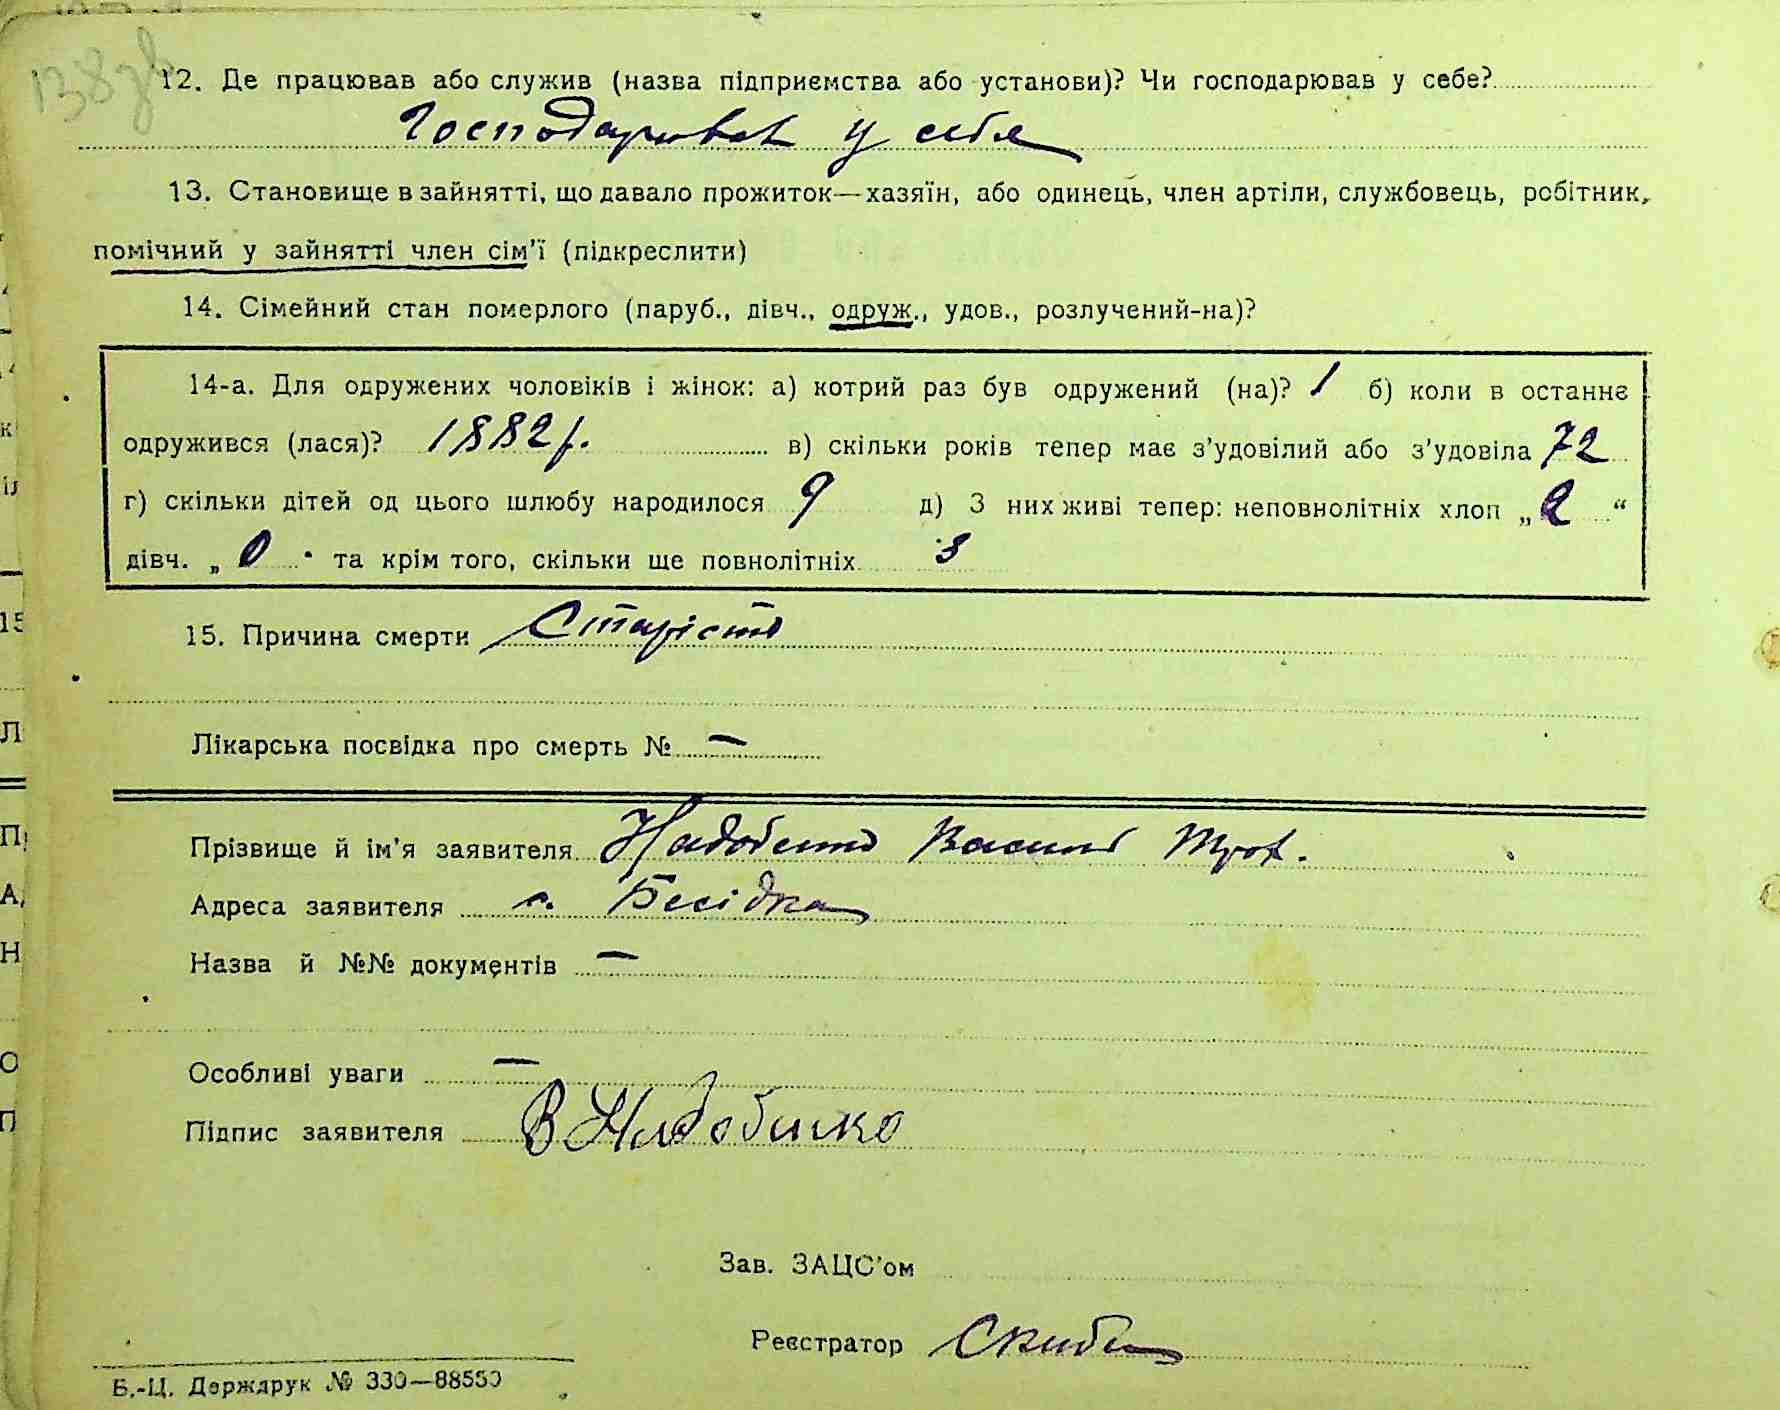 138 зв
12. Де працював або служив (назва підприємства або установи)? Чи господарював у себе?
Господарював у себя
13. Становище в зайнятті, що давало прожиток—хазяїн, або одинець, член артіли, службовець, робітник,
помічний у зайнятті член сім'ї (підкреслити)
14. Сімейний стан померлого (паруб., дівч., одруж., удов., розлучений-на)?
14-а. Для одружених чоловіків і жінок: а) котрий раз був одружений (на)? 1 б) коли в останнє
одружився (лася)? 1882 р. в) скільки років тепер має з'удовілий або з'удовіла 72
г) скільки дітей од цього шлюбу народилося 9 д) З них живі тепер: неповнолітніх хлоп „2“
дівч. „0" та крім того, скільки ще повнолітніх 3
15. Причина смерти Старість
Лікарська посвідка про смерть № —
Прізвище й ім'я заявителя Надобенко Василь Троф.
Адреса заявителя с. Бесідка
Назва й №№ документів —
Особливі уваги —
Підпис заявителя В Надобенко
Зав. ЗАЦС'ом
Реєстратор Скиба
Б.-Ц. Держдрук № 330—88550